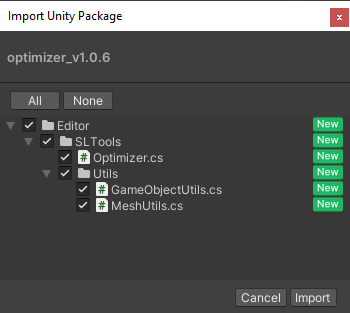 Import Unity Package
x
optimizer_v1.0.6
All None
Editor New
SLTools New
# Optimizer.cs New
Utils New
# GameObjectUtils.cs New
# MeshUtils.cs New
Cancel Import